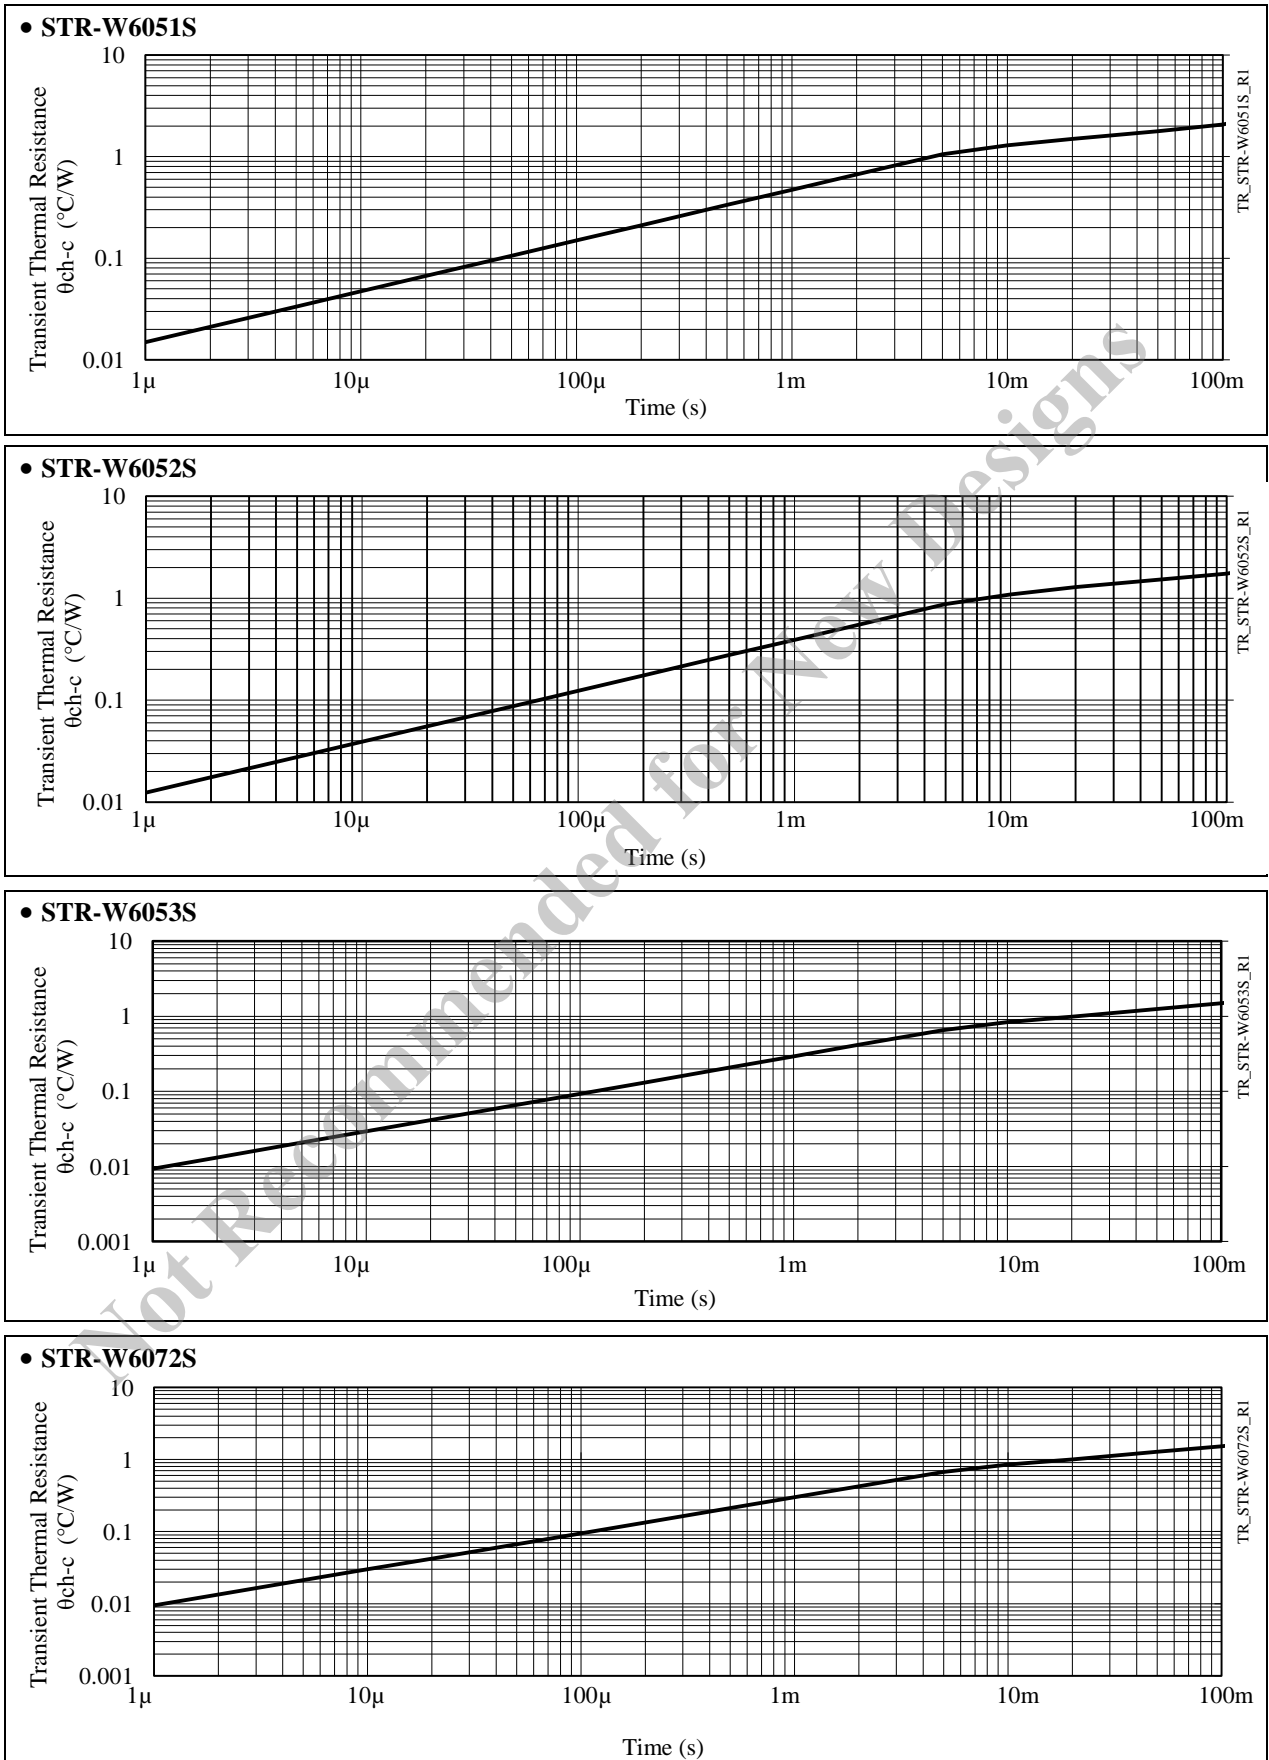 • STR-W6051S
Transient Thermal Resistance
θch-c (°C/W)
10
1
0.1
0.01
1µ 10µ 100µ 1m 10m 100m
Time (s)
TR_STR-W6051S_R1
• STR-W6052S
Transient Thermal Resistance
θch-c (°C/W)
10
1
0.1
0.01
1µ 10µ 100µ 1m 10m 100m
Time (s)
TR_STR-W6052S_R1
• STR-W6053S
Transient Thermal Resistance
θch-c (°C/W)
10
1
0.1
0.01
0.001
1µ 10µ 100µ 1m 10m 100m
Time (s)
TR_STR-W6053S_R1
• STR-W6072S
Transient Thermal Resistance
θch-c (°C/W)
10
1
0.1
0.01
0.001
1µ 10µ 100µ 1m 10m 100m
Time (s)
TR_STR-W6072S_R1
Not Recommended for New Designs